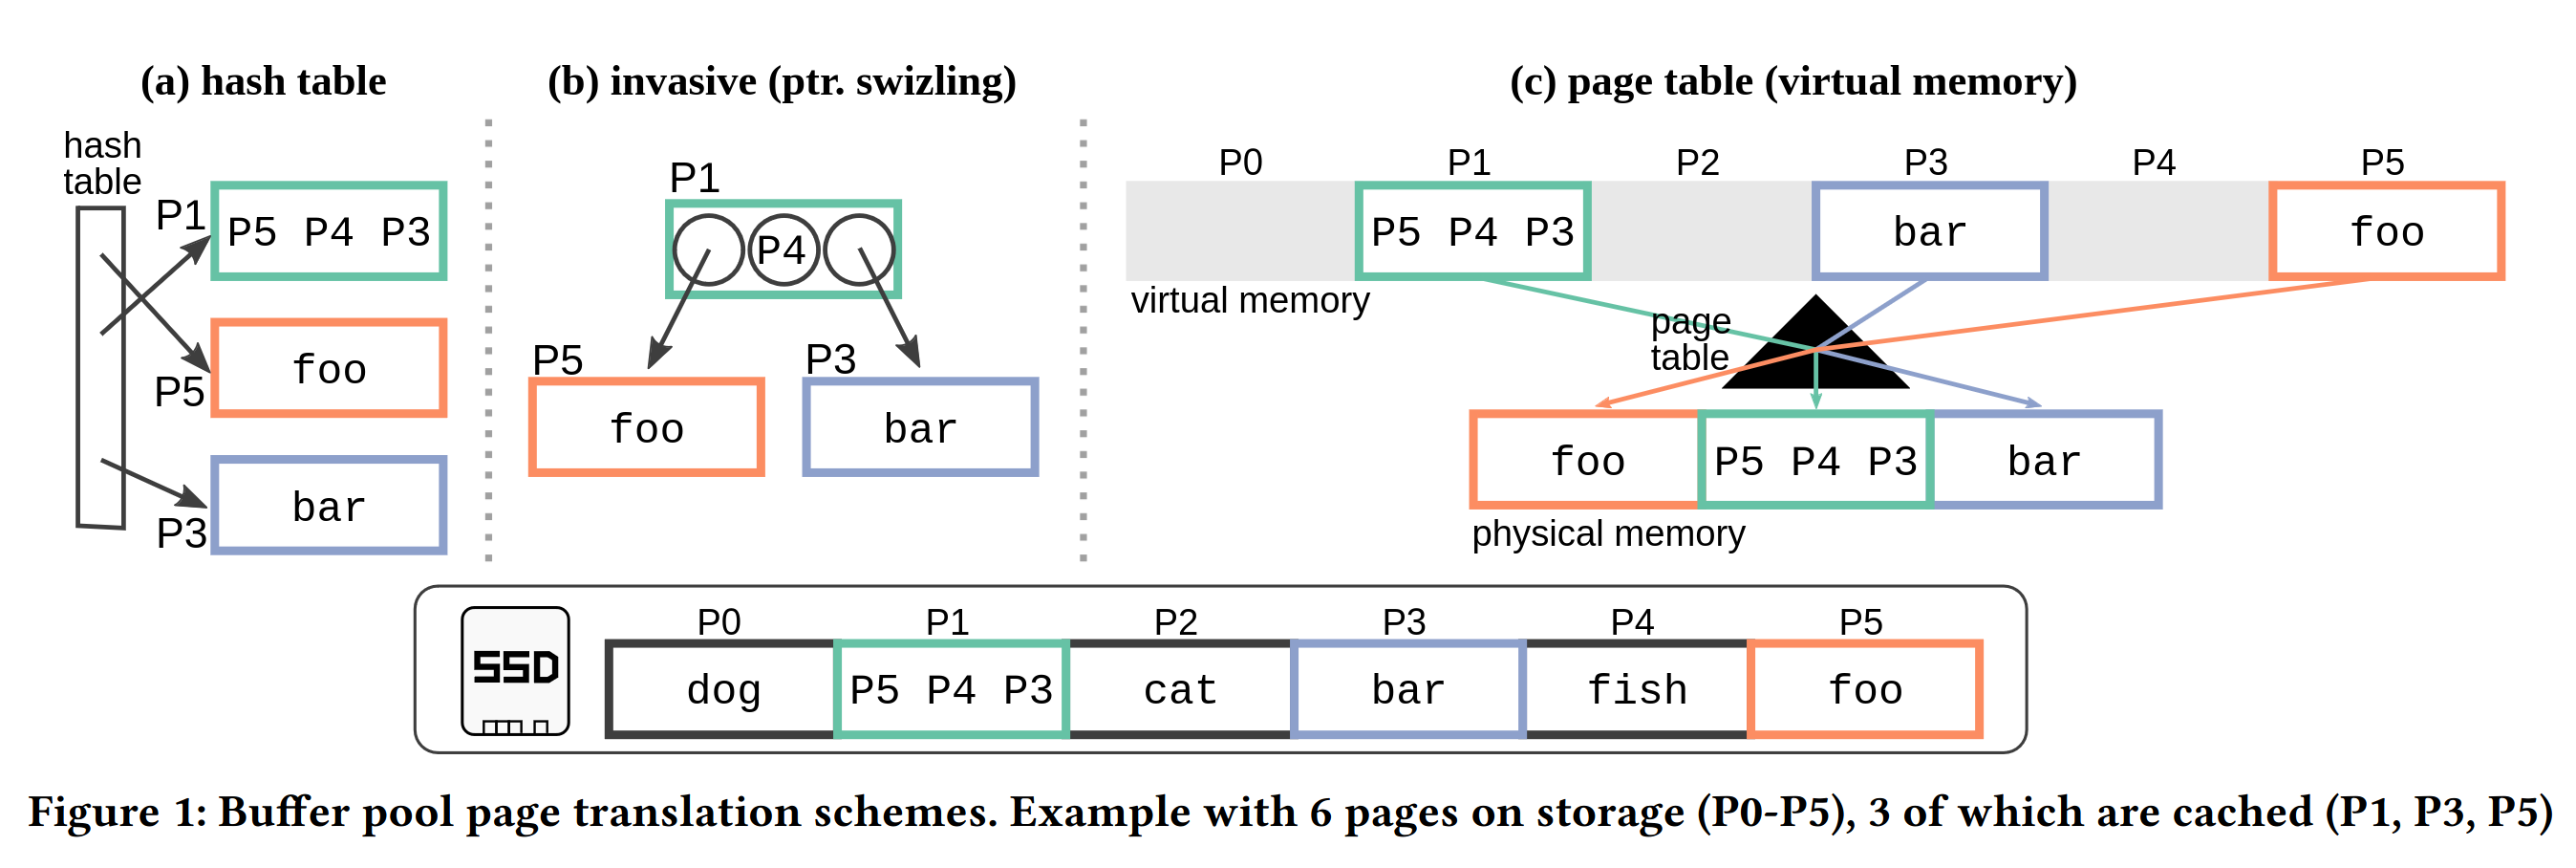 (a) hash table
hash
table
P1
P5 P4 P3
P5
foo
P3
bar
(b) invasive (ptr. swizling)
P1
P4
P5
foo
P3
bar
(c) page table (virtual memory)
P0 P1 P2 P3 P4 P5
P5 P4 P3 bar foo
virtual memory
page
table
foo P5 P4 P3 bar
physical memory
SSD
P0 P1 P2 P3 P4 P5
dog P5 P4 P3 cat bar fish foo
Figure 1: Buffer pool page translation schemes. Example with 6 pages on storage (P0-P5), 3 of which are cached (P1, P3, P5)